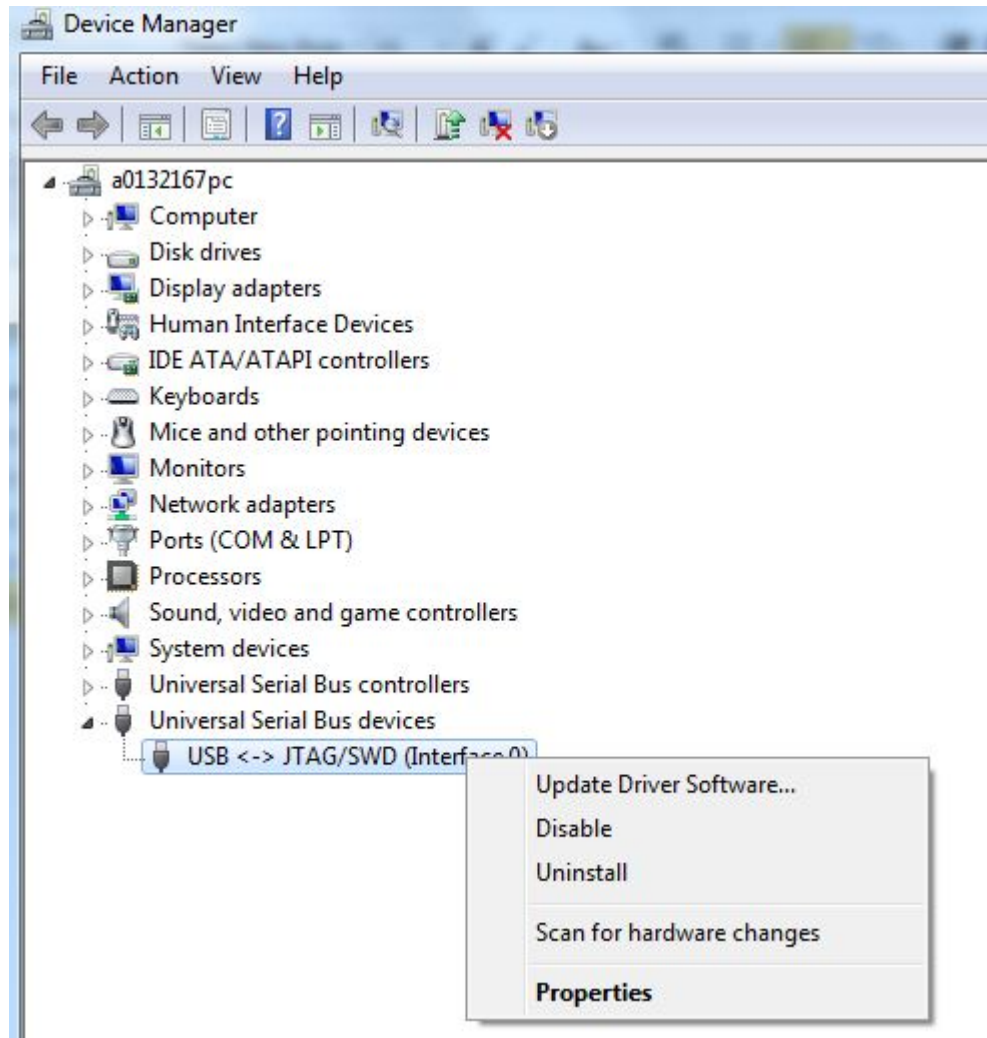 Device Manager
File Action View Help
a0132167pc
Computer
Disk drives
Display adapters
Human Interface Devices
IDE ATA/ATAPI controllers
Keyboards
Mice and other pointing devices
Monitors
Network adapters
Ports (COM & LPT)
Processors
Sound, video and game controllers
System devices
Universal Serial Bus controllers
Universal Serial Bus devices
USB <-> JTAG/SWD (Interface 0)
Update Driver Software...
Disable
Uninstall
Scan for hardware changes
Properties